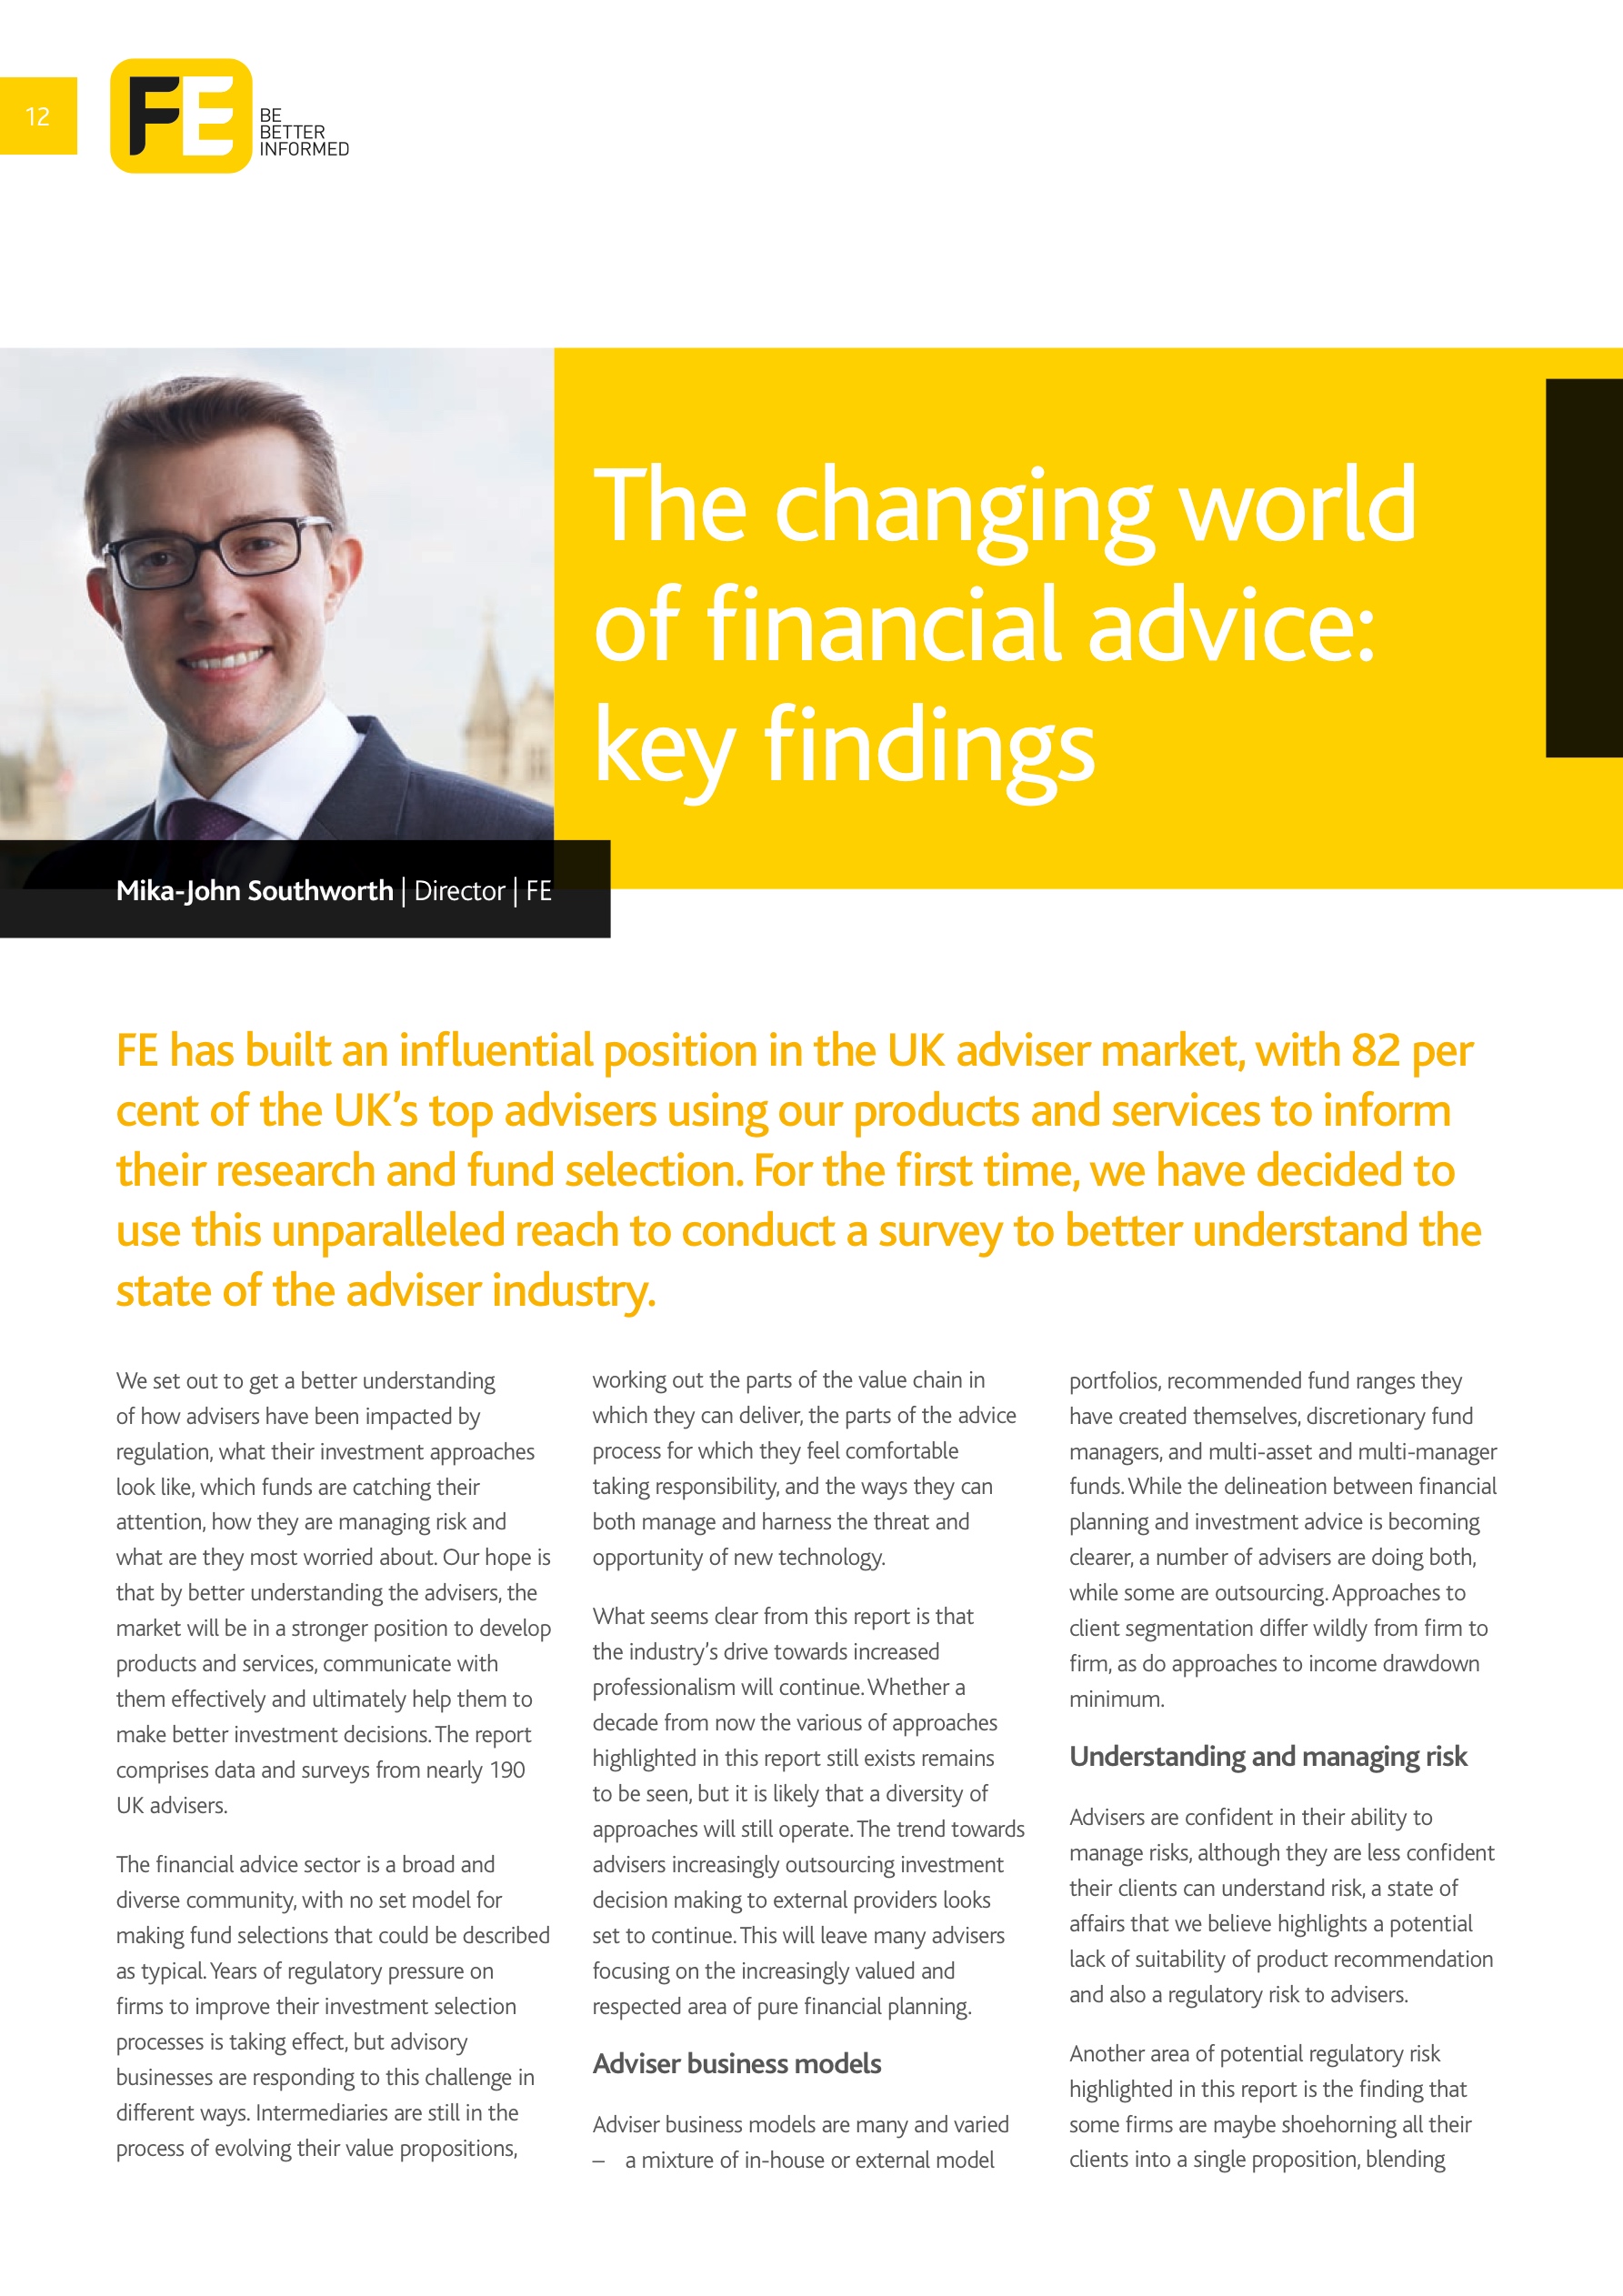 12
FE
BE
BETTER
INFORMED
The changing world
of financial advice:
key findings
Mika-John Southworth | Director | FE
FE has built an influential position in the UK adviser market, with 82 per
cent of the UK's top advisers using our products and services to inform
their research and fund selection. For the first time, we have decided to
use this unparalleled reach to conduct a survey to better understand the
state of the adviser industry.
We set out to get a better understanding
of how advisers have been impacted by
regulation, what their investment approaches
look like, which funds are catching their
attention, how they are managing risk and
what are they most worried about. Our hope is
that by better understanding the advisers, the
market will be in a stronger position to develop
products and services, communicate with
them effectively and ultimately help them to
make better investment decisions. The report
comprises data and surveys from nearly 190
UK advisers.
The financial advice sector is a broad and
diverse community, with no set model for
making fund selections that could be described
as typical. Years of regulatory pressure on
firms to improve their investment selection
processes is taking effect, but advisory
businesses are responding to this challenge in
different ways. Intermediaries are still in the
process of evolving their value propositions,
working out the parts of the value chain in
which they can deliver, the parts of the advice
process for which they feel comfortable
taking responsibility, and the ways they can
both manage and harness the threat and
opportunity of new technology.
What seems clear from this report is that
the industry's drive towards increased
professionalism will continue. Whether a
decade from now the various of approaches
highlighted in this report still exists remains
to be seen, but it is likely that a diversity of
approaches will still operate. The trend towards
advisers increasingly outsourcing investment
decision making to external providers looks
set to continue. This will leave many advisers
focusing on the increasingly valued and
respected area of pure financial planning.
Adviser business models
Adviser business models are many and varied
– a mixture of in-house or external model
portfolios, recommended fund ranges they
have created themselves, discretionary fund
managers, and multi-asset and multi-manager
funds. While the delineation between financial
planning and investment advice is becoming
clearer, a number of advisers are doing both,
while some are outsourcing. Approaches to
client segmentation differ wildly from firm to
firm, as do approaches to income drawdown
minimum.
Understanding and managing risk
Advisers are confident in their ability to
manage risks, although they are less confident
their clients can understand risk, a state of
affairs that we believe highlights a potential
lack of suitability of product recommendation
and also a regulatory risk to advisers.
Another area of potential regulatory risk
highlighted in this report is the finding that
some firms are maybe shoehorning all their
clients into a single proposition, blending